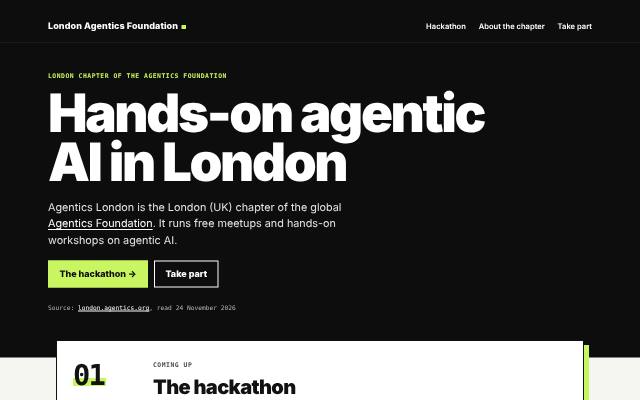 London Agentics Foundation
Hackathon About the chapter Take part
LONDON CHAPTER OF THE AGENTICS FOUNDATION
Hands-on agentic
AI in London
Agentics London is the London (UK) chapter of the global
Agentics Foundation. It runs free meetups and hands-on
workshops on agentic AI.
The hackathon → Take part
Source: london.agentics.org, read 24 November 2026
01
COMING UP
The hackathon